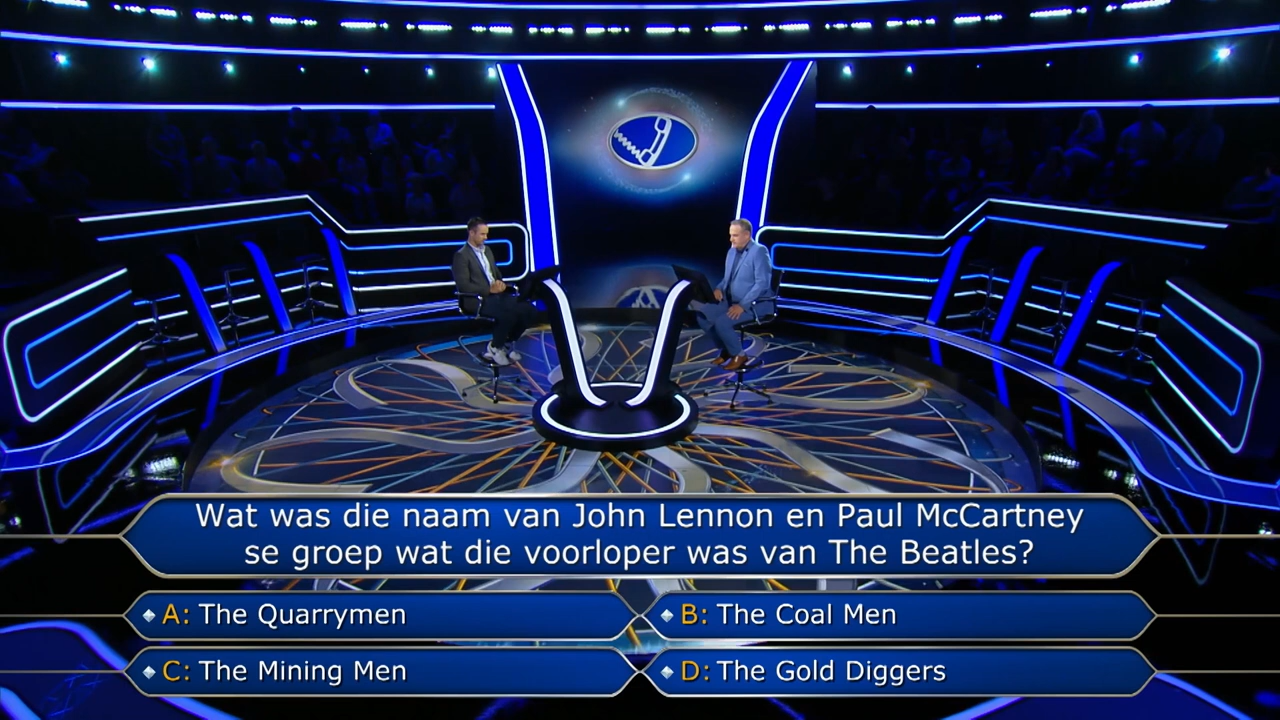 Wat was die naam van John Lennon en Paul McCartney
se groep wat die voorloper was van The Beatles?
A: The Quarrymen
B: The Coal Men
C: The Mining Men
D: The Gold Diggers